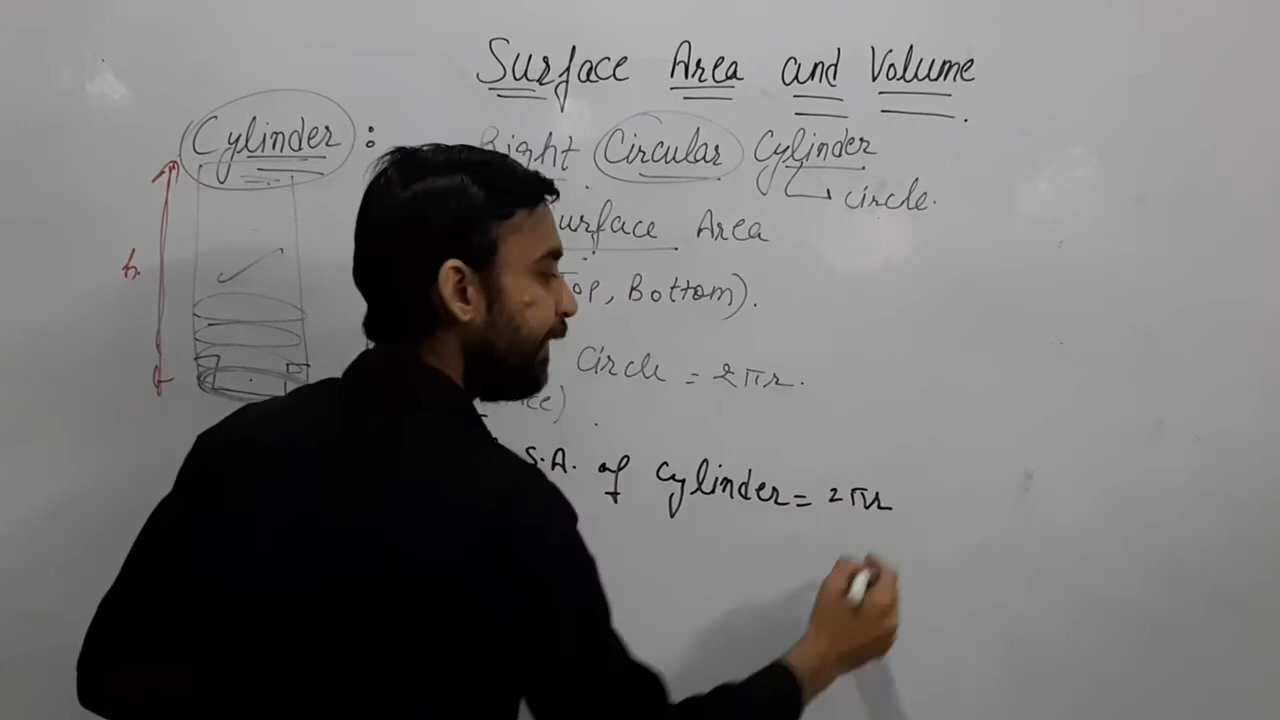 Surface Area and Volume.
Cylinder : Right Circular Cylinder
circle.
urface Area
h.
op, Bottom).
Circle = 2πr.
S.A. of Cylinder = 2πr